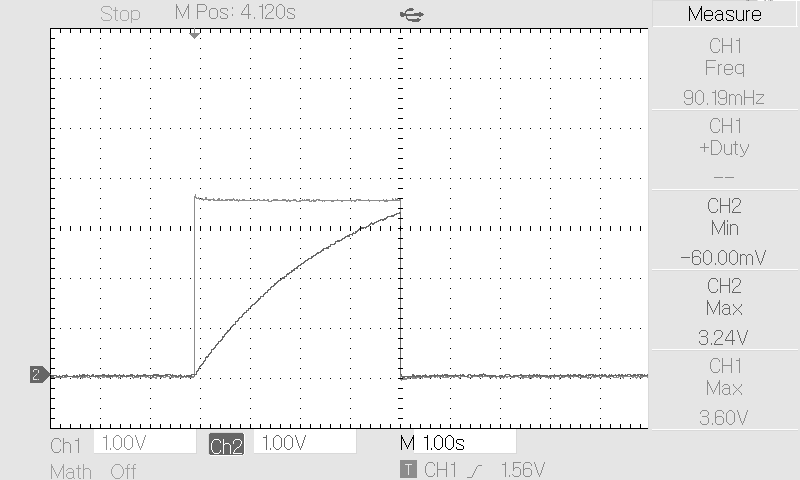 Stop M Pos: 4.120s
Measure
CH1
Freq
90.19mHz
CH1
+Duty
--
CH2
Min
-60.00mV
CH2
Max
3.24V
CH1
Max
3.60V
2
Ch1 1.00V Ch2 1.00V M 1.00s
Math Off T CH1 1.56V